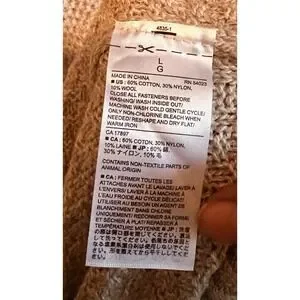 4835-1
L
G
MADE IN CHINA RN 54023
■ US : 60% COTTON, 30% NYLON,
10% WOOL
CLOSE ALL FASTENERS BEFORE
WASHING/ WASH INSIDE OUT/
MACHINE WASH COLD GENTLE CYCLE/
ONLY NON-CHLORINE BLEACH WHEN
NEEDED/ RESHAPE AND DRY FLAT/
WARM IRON
CA 17897
■ CA : 60% COTTON, 30% NYLON,
10% LAINE ■ JP : 60% 綿,
30% ナイロン, 10% 毛
CONTAINS NON-TEXTILE PARTS OF
ANIMAL ORIGIN
■ CA : FERMER TOUTES LES
ATTACHES AVANT LE LAVAGE/ LAVER À
L'ENVERS/ LAVER À LA MACHINE À
L'EAU FROIDE AU CYCLE DÉLICAT/
UTILISER AU BESOIN UN AGENT DE
BLANCHIMENT SANS CHLORE
UNIQUEMENT/ REDONNER SA FORME
ET SÉCHER À PLAT/ REPASSER À
TEMPÉRATURE MOYENNE ■ JP :